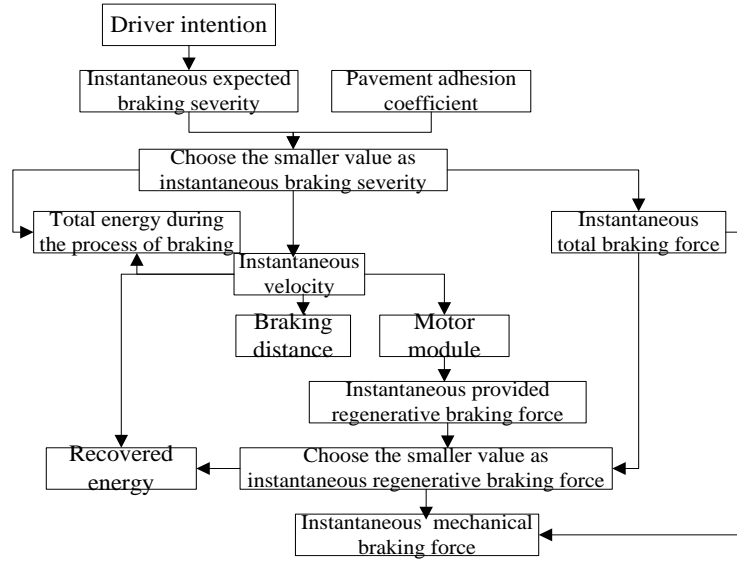 Driver intention
Instantaneous expected
braking severity
Pavement adhesion
coefficient
Choose the smaller value as
instantaneous braking severity
Total energy during
the process of braking
Instantaneous
total braking force
Instantaneous
velocity
Braking
distance
Motor
module
Instantaneous provided
regenerative braking force
Recovered
energy
Choose the smaller value as
instantaneous regenerative braking force
Instantaneous mechanical
braking force